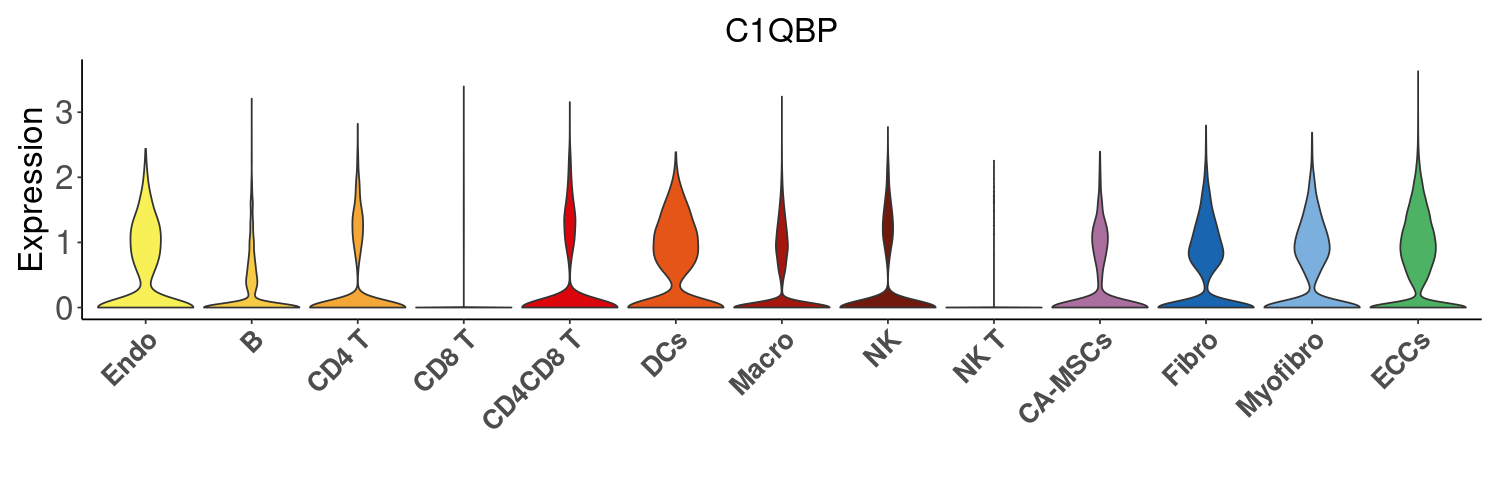 C1QBP
Expression
3
2
1
0
Endo
B
CD4 T
CD8 T
CD4CD8 T
DCs
Macro
NK
NK T
CA-MSCs
Fibro
Myofibro
ECCs